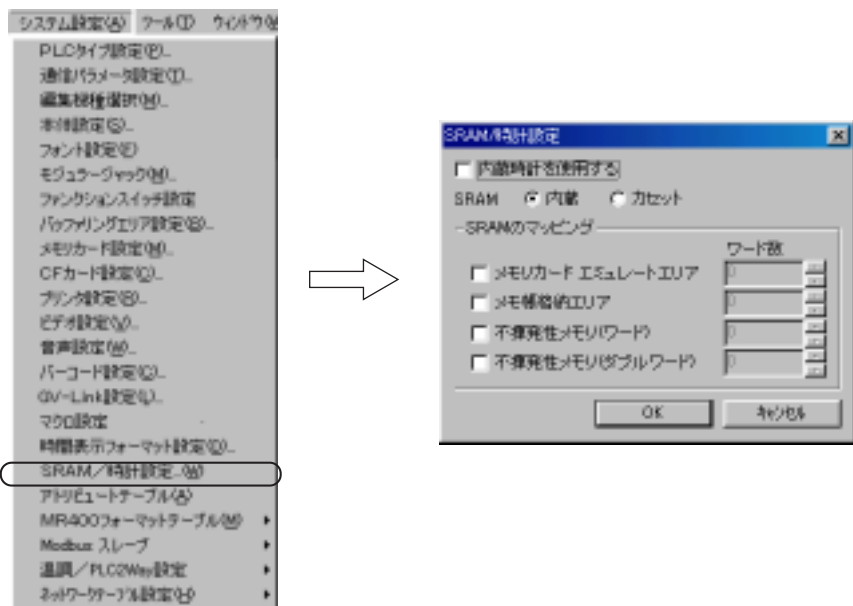 システム設定(A) ツール(T) ウィンドウ(W
PLCタイプ設定(P)...
通信パラメータ設定(T)...
編集機種選択(H)...
本体設定(S)...
フォント設定(E)
モジュラージャック(M)...
ファンクションスイッチ設定
バッファリングエリア設定(B)...
メモリカード設定(M)...
CFカード設定(C)...
プリンタ設定(B)...
ビデオ設定(V)...
音声設定(W)...
バーコード設定(C)...
GV-Link設定(L)...
マクロ設定
時間表示フォーマット設定(D)...
SRAM/時計設定...(W)
アトリビュートテーブル(A)
MR400フォーマットテーブル(M)
Modbus スレーブ
温調/PLC2Way設定
ネットワークテーブル設定(H)
SRAM/時計設定
内蔵時計を使用する
SRAM 内蔵 カセット
SRAMのマッピング
ワード数
メモリカード エミュレートエリア 0
メモ帳格納エリア 0
不揮発性メモリ(ワード) 0
不揮発性メモリ(ダブルワード) 0
OK キャンセル